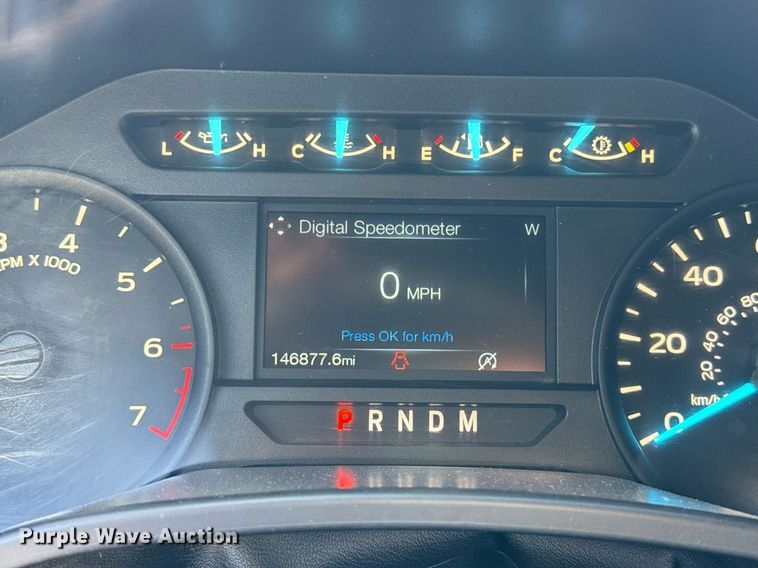 L H C H E F C H
Digital Speedometer W
0 MPH
Press OK for km/h
146877.6mi
P R N D M
3 4 5 6 7
RPM X 1000
0 20 40
20 40 60 80
km/h
Purple Wave Auction